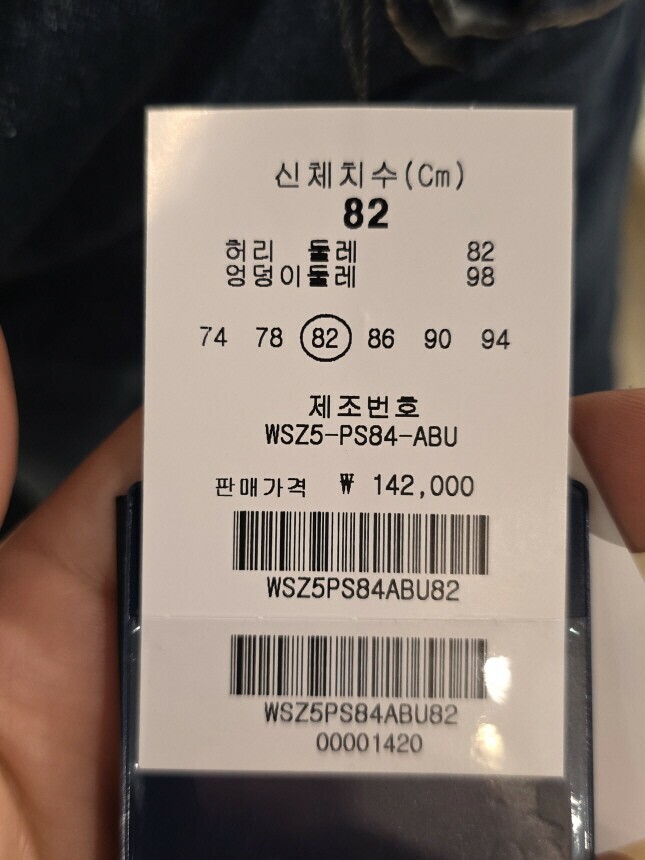 신체치수(Cm)
82
허리 둘레 82
엉덩이둘레 98
74 78 82 86 90 94
제조번호
WSZ5-PS84-ABU
판매가격 ₩ 142,000
WSZ5PS84ABU82
WSZ5PS84ABU82
00001420